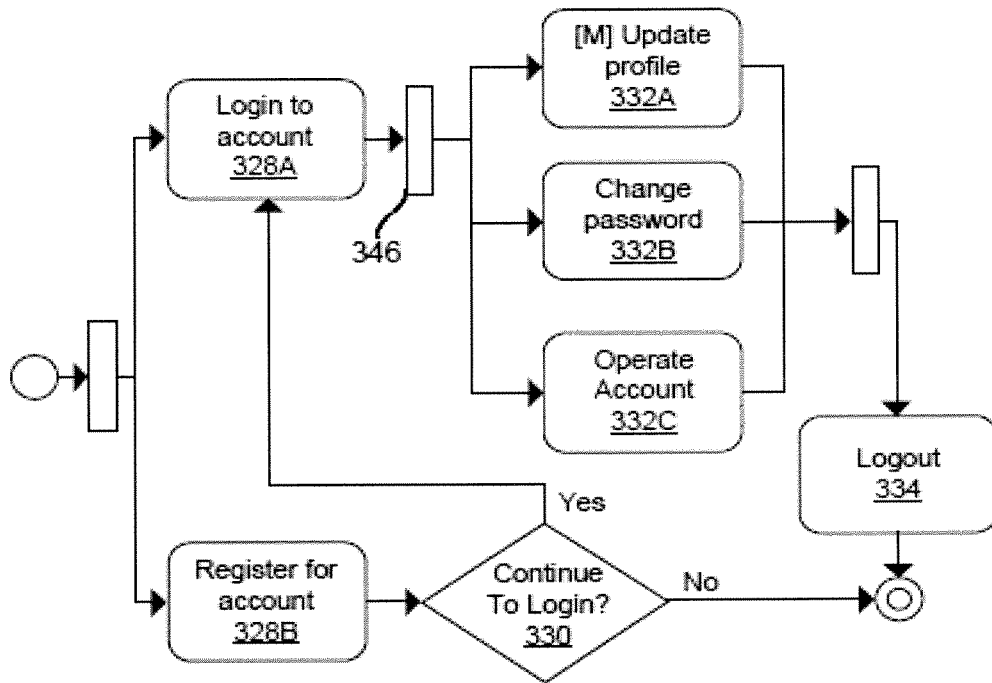 [M] Update
profile
332A
Login to
account
328A
346
Change
password
332B
Operate
Account
332C
Logout
334
Yes
Register for
account
328B
Continue
To Login?
330
No